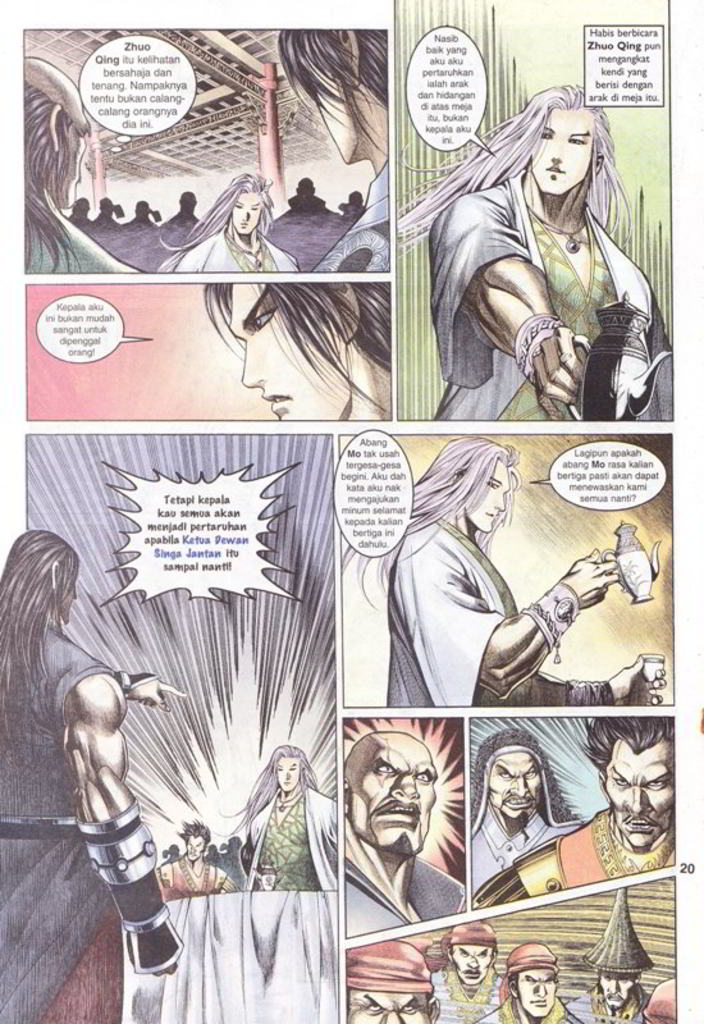 Zhuo
Qing itu kelihatan
bersahaja dan
tenang. Nampaknya
tentu bukan calang-
calang orangnya
dia ini.
Nasib
baik yang
aku aku
pertaruhkan
ialah arak
dan hidangan
di atas meja
itu, bukan
kepala aku
ini.
Habis berbicara
Zhuo Qing pun
mengangkat
kendi yang
berisi dengan
arak di meja itu.
Kepala aku
ini bukan mudah
sangat untuk
dipenggal
orang!
Tetapi kepala
kau semua akan
menjadi pertaruhan
apabila Ketua Dewan
Singa Jantan itu
sampai nanti!
Abang
Mo tak usah
tergesa-gesa
begini. Aku dah
kata aku nak
mengajukan
minum selamat
kepada kalian
bertiga ini
dahulu.
Lagipun apakah
abang Mo rasa kalian
bertiga pasti akan dapat
menewaskan kami
semua nanti?
20